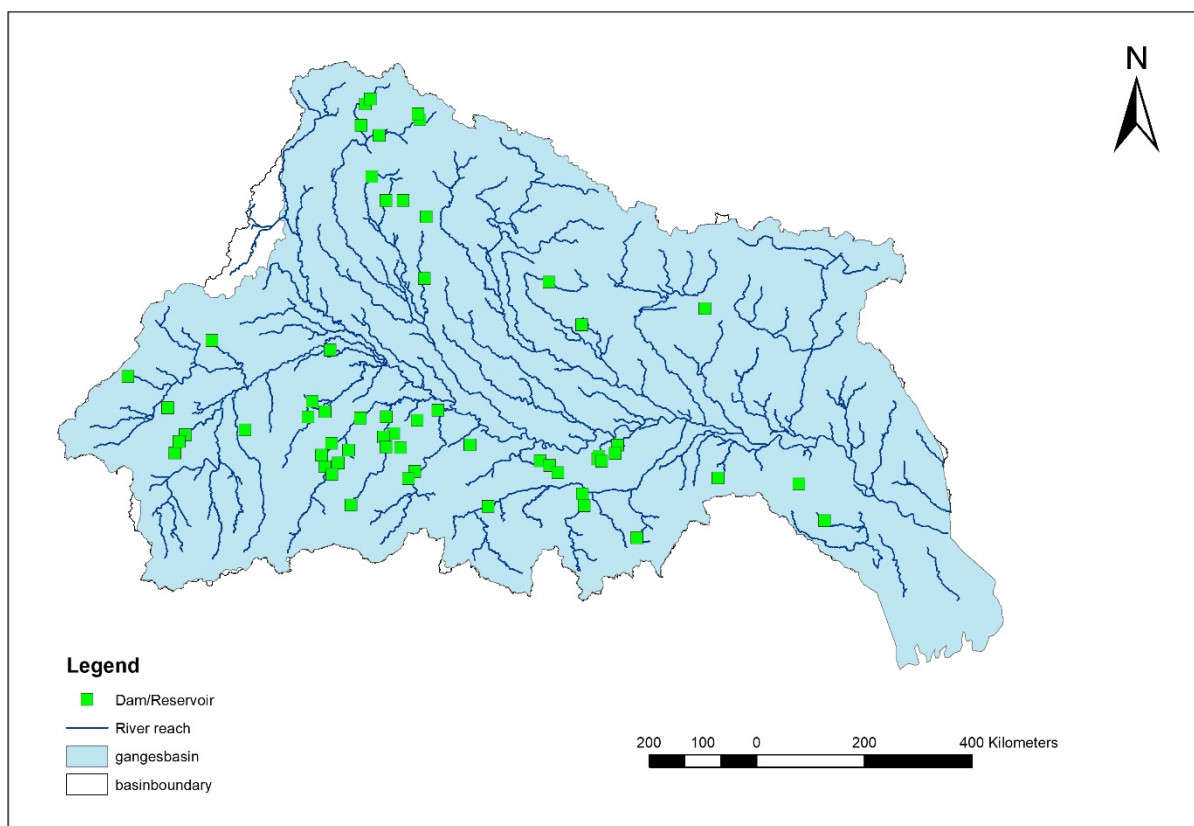 N
Legend
Dam/Reservoir
River reach
gangesbasin
basinboundary
200 100 0 200 400 Kilometers